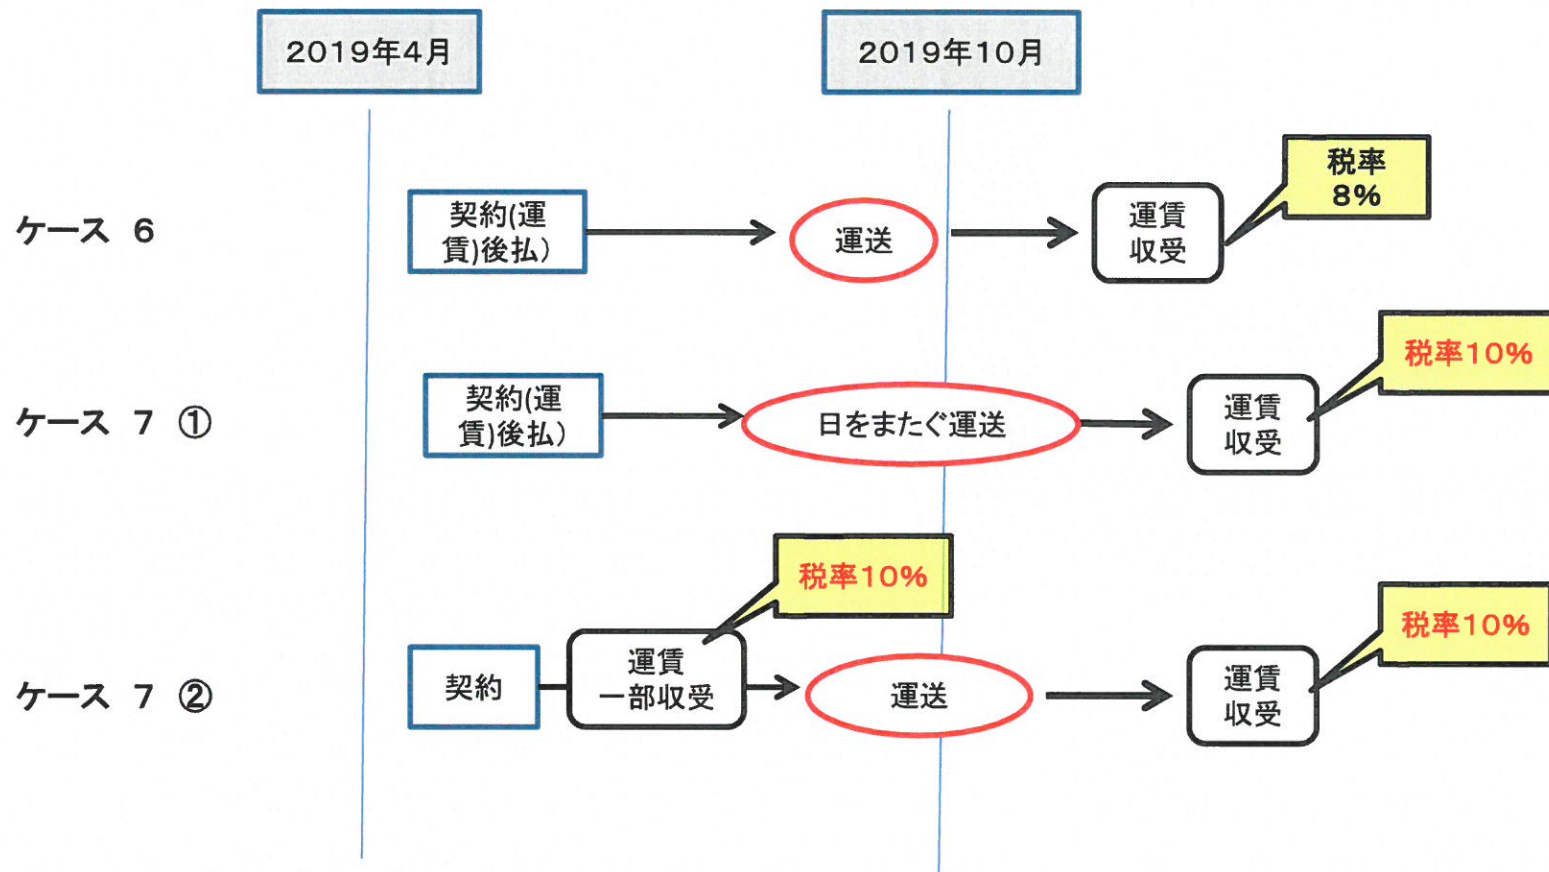 2019年4月
2019年10月
ケース 6
契約(運
賃)後払）
運送
運賃
収受
税率
8%
ケース 7 ①
契約(運
賃)後払）
日をまたぐ運送
運賃
収受
税率10%
ケース 7 ②
契約
運賃
一部収受
税率10%
運送
運賃
収受
税率10%